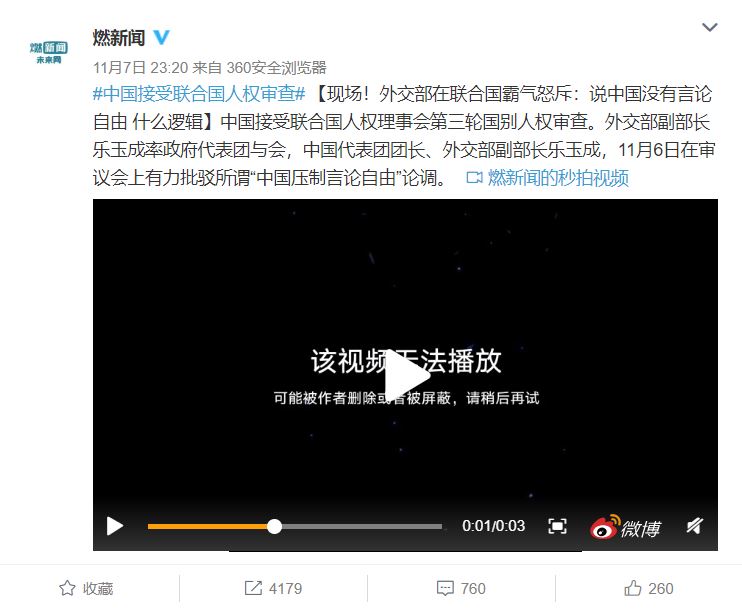 燃新闻
未来网
燃新闻
11月7日 23:20 来自 360安全浏览器
#中国接受联合国人权审查# 【现场！外交部在联合国霸气怒斥：说中国没有言论
自由 什么逻辑】中国接受联合国人权理事会第三轮国别人权审查。外交部副部长
乐玉成率政府代表团与会，中国代表团团长、外交部副部长乐玉成，11月6日在审
议会上有力批驳所谓“中国压制言论自由”论调。 燃新闻的秒拍视频
该视频无法播放
可能被作者删除或者被屏蔽，请稍后再试
0:01/0:03
微博
收藏
4179
760
260